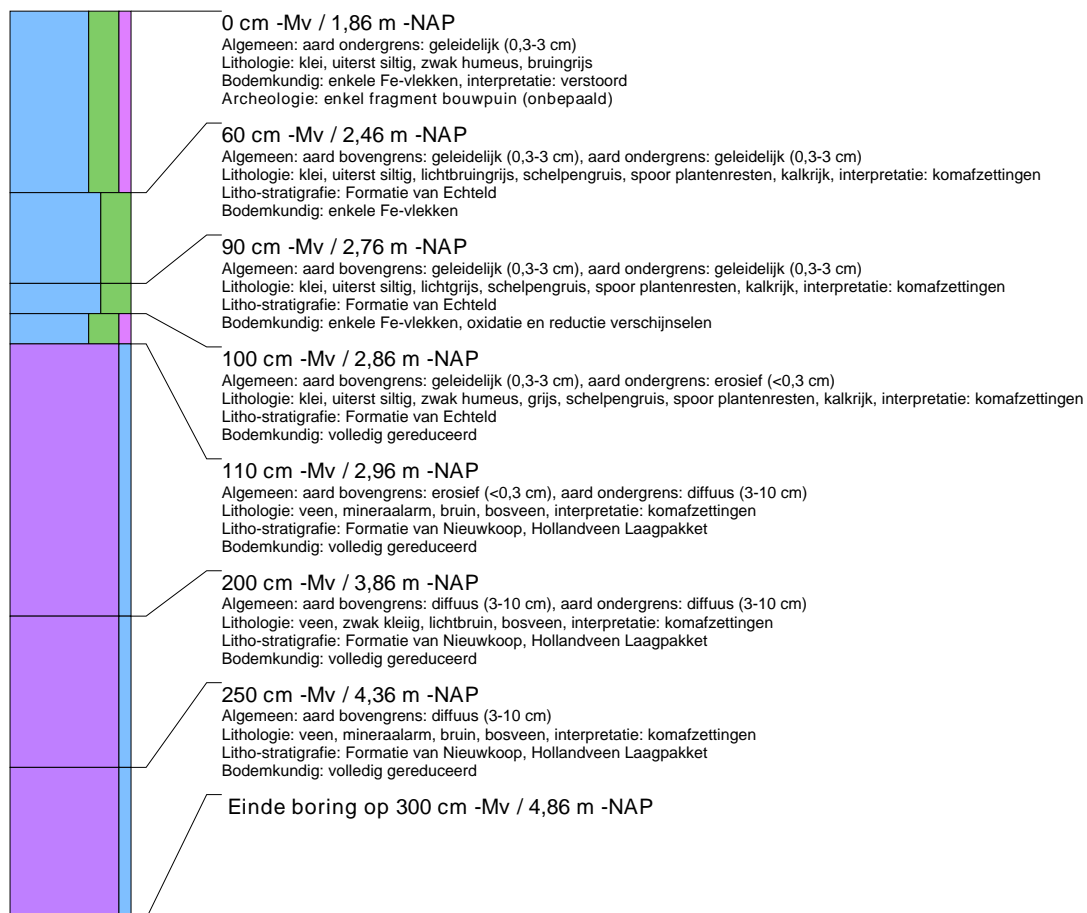 0 cm -Mv / 1,86 m -NAP
Algemeen: aard ondergrens: geleidelijk (0,3-3 cm)
Lithologie: klei, uiterst siltig, zwak humeus, bruingrijs
Bodemkundig: enkele Fe-vlekken, interpretatie: verstoord
Archeologie: enkel fragment bouwpuin (onbepaald)
60 cm -Mv / 2,46 m -NAP
Algemeen: aard bovengrens: geleidelijk (0,3-3 cm), aard ondergrens: geleidelijk (0,3-3 cm)
Lithologie: klei, uiterst siltig, lichtbruingrijs, schelpengruis, spoor plantenresten, kalkrijk, interpretatie: komafzettingen
Litho-stratigrafie: Formatie van Echteld
Bodemkundig: enkele Fe-vlekken
90 cm -Mv / 2,76 m -NAP
Algemeen: aard bovengrens: geleidelijk (0,3-3 cm), aard ondergrens: geleidelijk (0,3-3 cm)
Lithologie: klei, uiterst siltig, lichtgrijs, schelpengruis, spoor plantenresten, kalkrijk, interpretatie: komafzettingen
Litho-stratigrafie: Formatie van Echteld
Bodemkundig: enkele Fe-vlekken, oxidatie en reductie verschijnselen
100 cm -Mv / 2,86 m -NAP
Algemeen: aard bovengrens: geleidelijk (0,3-3 cm), aard ondergrens: erosief (<0,3 cm)
Lithologie: klei, uiterst siltig, zwak humeus, grijs, schelpengruis, spoor plantenresten, kalkrijk, interpretatie: komafzettingen
Litho-stratigrafie: Formatie van Echteld
Bodemkundig: volledig gereduceerd
110 cm -Mv / 2,96 m -NAP
Algemeen: aard bovengrens: erosief (<0,3 cm), aard ondergrens: diffuus (3-10 cm)
Lithologie: veen, mineraalarm, bruin, bosveen, interpretatie: komafzettingen
Litho-stratigrafie: Formatie van Nieuwkoop, Hollandveen Laagpakket
Bodemkundig: volledig gereduceerd
200 cm -Mv / 3,86 m -NAP
Algemeen: aard bovengrens: diffuus (3-10 cm), aard ondergrens: diffuus (3-10 cm)
Lithologie: veen, zwak kleiig, lichtbruin, bosveen, interpretatie: komafzettingen
Litho-stratigrafie: Formatie van Nieuwkoop, Hollandveen Laagpakket
Bodemkundig: volledig gereduceerd
250 cm -Mv / 4,36 m -NAP
Algemeen: aard bovengrens: diffuus (3-10 cm)
Lithologie: veen, mineraalarm, bruin, bosveen, interpretatie: komafzettingen
Litho-stratigrafie: Formatie van Nieuwkoop, Hollandveen Laagpakket
Bodemkundig: volledig gereduceerd
Einde boring op 300 cm -Mv / 4,86 m -NAP